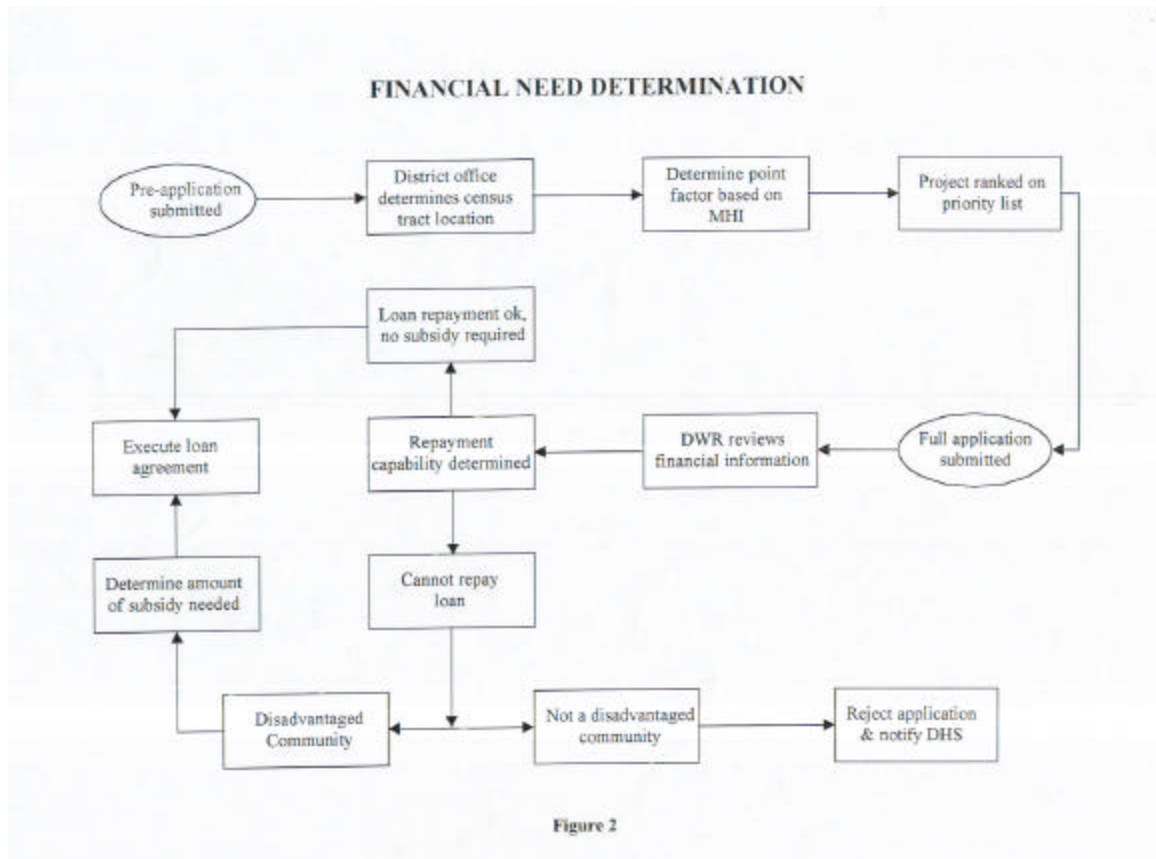 FINANCIAL NEED DETERMINATION
Pre-application
submitted
District office
determines census
tract location
Determine point
factor based on
MHI
Project ranked on
priority list
Loan repayment ok,
no subsidy required
Execute loan
agreement
Repayment
capability determined
DWR reviews
financial information
Full application
submitted
Determine amount
of subsidy needed
Cannot repay
loan
Disadvantaged
Community
Not a disadvantaged
community
Reject application
& notify DHS
Figure 2